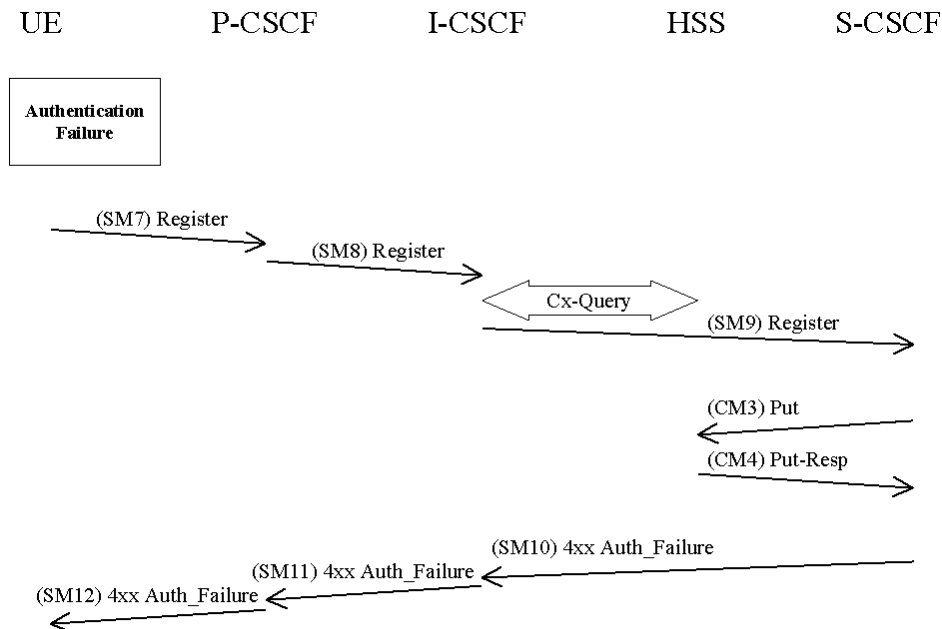 UE P-CSCF I-CSCF HSS S-CSCF
Authentication
Failure
(SM7) Register
(SM8) Register
Cx-Query
(SM9) Register
(CM3) Put
(CM4) Put-Resp
(SM10) 4xx Auth_Failure
(SM11) 4xx Auth_Failure
(SM12) 4xx Auth_Failure